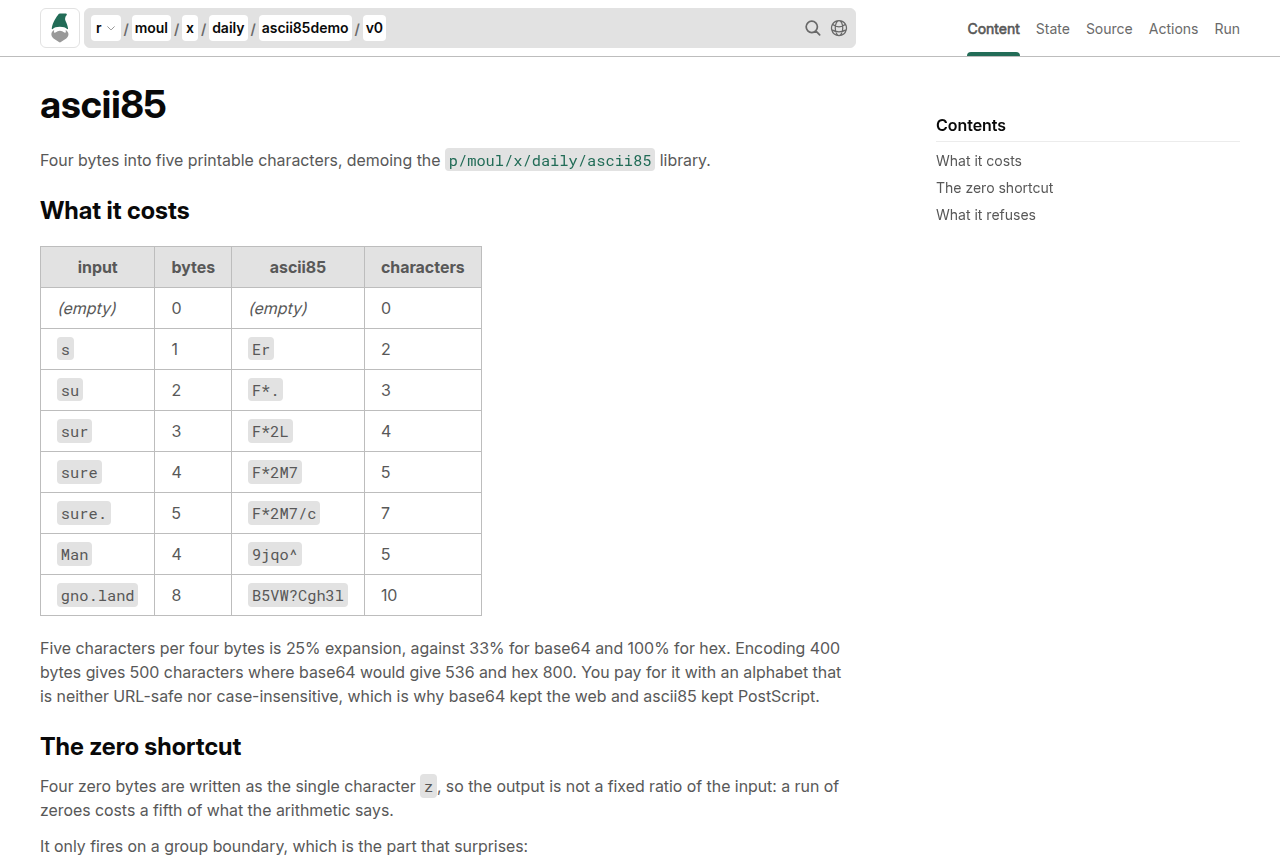 r / moul / x / daily / ascii85demo / v0
Content State Source Actions Run
ascii85
Four bytes into five printable characters, demoing the p/moul/x/daily/ascii85 library.
Contents
What it costs
The zero shortcut
What it refuses
What it costs
input bytes ascii85 characters
(empty) 0 (empty) 0
s 1 Er 2
su 2 F*. 3
sur 3 F*2L 4
sure 4 F*2M7 5
sure. 5 F*2M7/c 7
Man 4 9jqo^ 5
gno.land 8 B5VW?Cgh3l 10
Five characters per four bytes is 25% expansion, against 33% for base64 and 100% for hex. Encoding 400
bytes gives 500 characters where base64 would give 536 and hex 800. You pay for it with an alphabet that
is neither URL-safe nor case-insensitive, which is why base64 kept the web and ascii85 kept PostScript.
The zero shortcut
Four zero bytes are written as the single character z, so the output is not a fixed ratio of the input: a run of
zeroes costs a fifth of what the arithmetic says.
It only fires on a group boundary, which is the part that surprises: